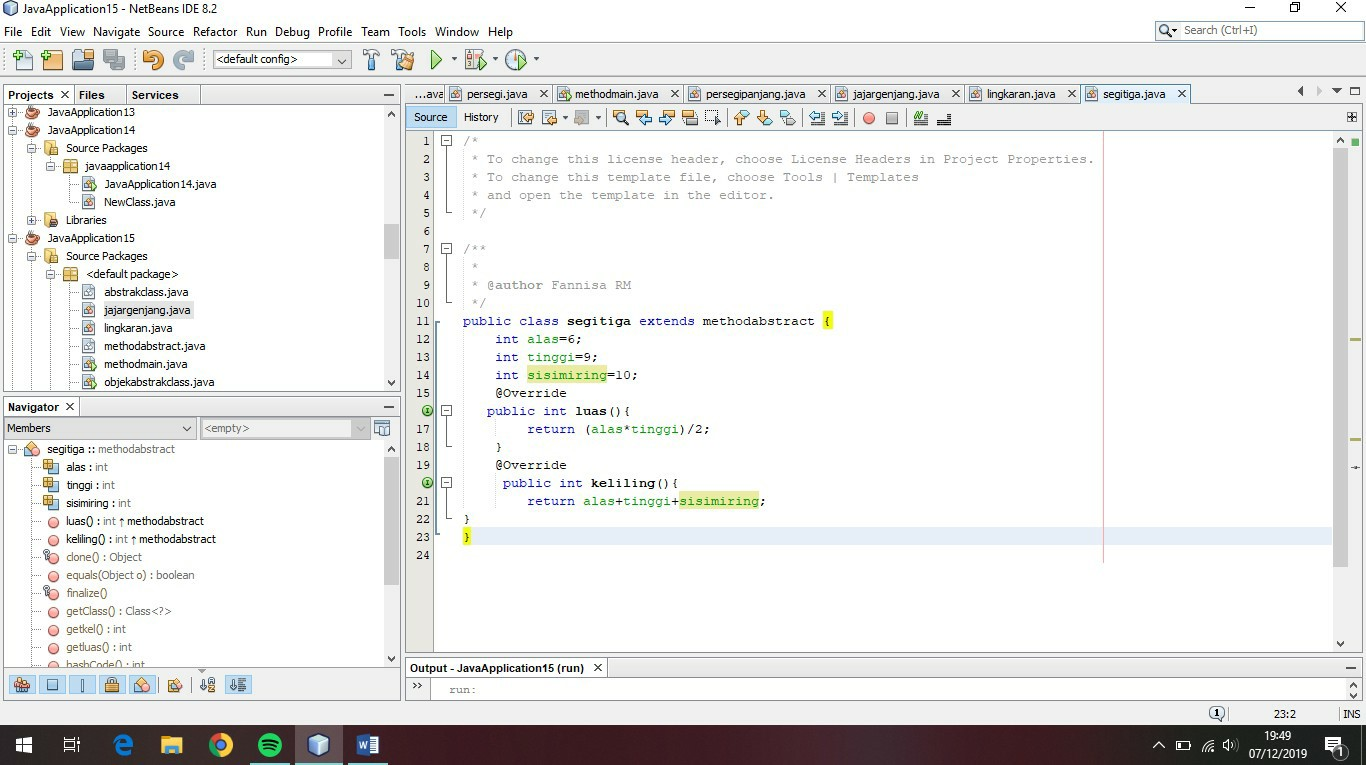 JavaApplication15 - NetBeans IDE 8.2
File Edit View Navigate Source Refactor Run Debug Profile Team Tools Window Help
Search (Ctrl+I)
<default config>
Projects Files Services
JavaApplication13
JavaApplication14
Source Packages
javaapplication14
JavaApplication14.java
NewClass.java
Libraries
JavaApplication15
Source Packages
<default package>
abstrakclass.java
jajargenjang.java
lingkaran.java
methodabstract.java
methodmain.java
objekabstrakclass.java
Navigator
Members
<empty>
segitiga :: methodabstract
alas : int
tinggi : int
sisimiring : int
luas() : int ↑ methodabstract
keliling() : int ↑ methodabstract
clone() : Object
equals(Object o) : boolean
finalize()
getClass() : Class<?>
getkel() : int
getluas() : int
hashCode() : int
...ava persegi.java methodmain.java persegipanjang.java jajargenjang.java lingkaran.java segitiga.java
Source History
1 /*
2 * To change this license header, choose License Headers in Project Properties.
3 * To change this template file, choose Tools | Templates
4 * and open the template in the editor.
5 */
6
7 /**
8 *
9 * @author Fannisa RM
10 */
11 public class segitiga extends methodabstract {
12 int alas=6;
13 int tinggi=9;
14 int sisimiring=10;
15 @Override
public int luas(){
17 return (alas*tinggi)/2;
18 }
19 @Override
public int keliling(){
21 return alas+tinggi+sisimiring;
22 }
23 }
24
Output - JavaApplication15 (run)
run:
1
23:2
INS
19:49
07/12/2019
1